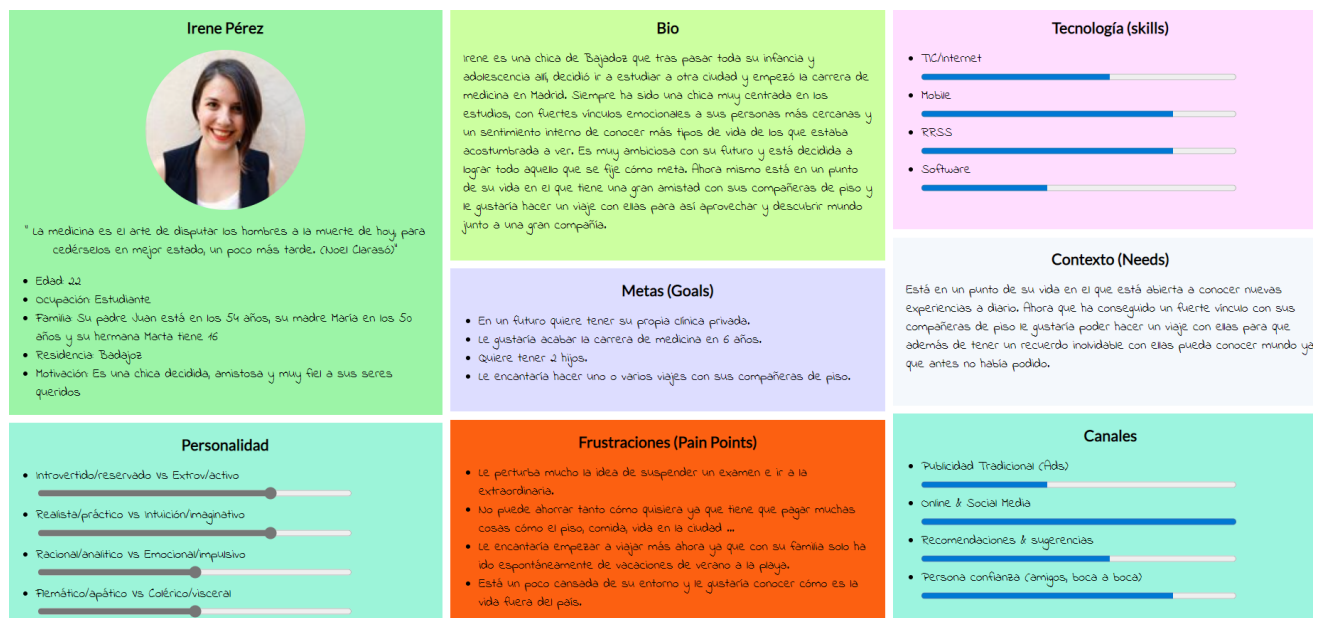 Irene Pérez
" La medicina es el arte de disputar los hombres a la muerte de hoy, para
cedérselos en mejor estado, un poco más tarde. (Noel Clarasó)"
Edad: 22
Ocupación: Estudiante
Familia: Su padre Juan está en los 54 años, su madre María en los 50
años y su hermana Marta tiene 16
Residencia: Badajoz
Motivación: Es una chica decidida, amistosa y muy fiel a sus seres
queridos
Personalidad
Introvertido/reservado Vs Extrov/activo
Realista/práctico Vs Intuición/imaginativo
Racional/analítico Vs Emocional/impulsivo
Flemático/apático Vs Colérico/visceral
Bio
Irene es una chica de Bajadoz que tras pasar toda su infancia y
adolescencia allí, decidió ir a estudiar a otra ciudad y empezó la carrera de
medicina en Madrid. Siempre ha sido una chica muy centrada en los
estudios, con fuertes vínculos emocionales a sus personas más cercanas y
un sentimiento interno de conocer más tipos de vida de los que estaba
acostumbrada a ver. Es muy ambiciosa con su futuro y está decidida a
lograr todo aquello que se fije cómo meta. Ahora mismo está en un punto
de su vida en el que tiene una gran amistad con sus compañeras de piso y
le gustaría hacer un viaje con ellas para así aprovechar y descubrir mundo
junto a una gran compañía.
Metas (Goals)
En un futuro quiere tener su propia clínica privada.
Le gustaría acabar la carrera de medicina en 6 años.
Quiere tener 2 hijos.
Le encantaría hacer uno o varios viajes con sus compañeras de piso.
Frustraciones (Pain Points)
Le perturba mucho la idea de suspender un examen e ir a la
extraordinaria.
No puede ahorrar tanto cómo quisiera ya que tiene que pagar muchas
cosas cómo el piso, comida, vida en la ciudad ...
Le encantaría empezar a viajar más ahora ya que con su familia solo ha
ido espontáneamente de vacaciones de verano a la playa.
Está un poco cansada de su entorno y le gustaría conocer cómo es la
vida fuera del país.
Tecnología (skills)
TIC/Internet
Mobile
RRSS
Software
Contexto (Needs)
Está en un punto de su vida en el que está abierta a conocer nuevas
experiencias a diario. Ahora que ha conseguido un fuerte vínculo con sus
compañeras de piso le gustaría poder hacer un viaje con ellas para que
además de tener un recuerdo inolvidable con ellas pueda conocer mundo ya
que antes no había podido.
Canales
Publicidad Tradicional (Ads)
Online & Social Media
Recomendaciones & sugerencias
Persona confianza (amigos, boca a boca)